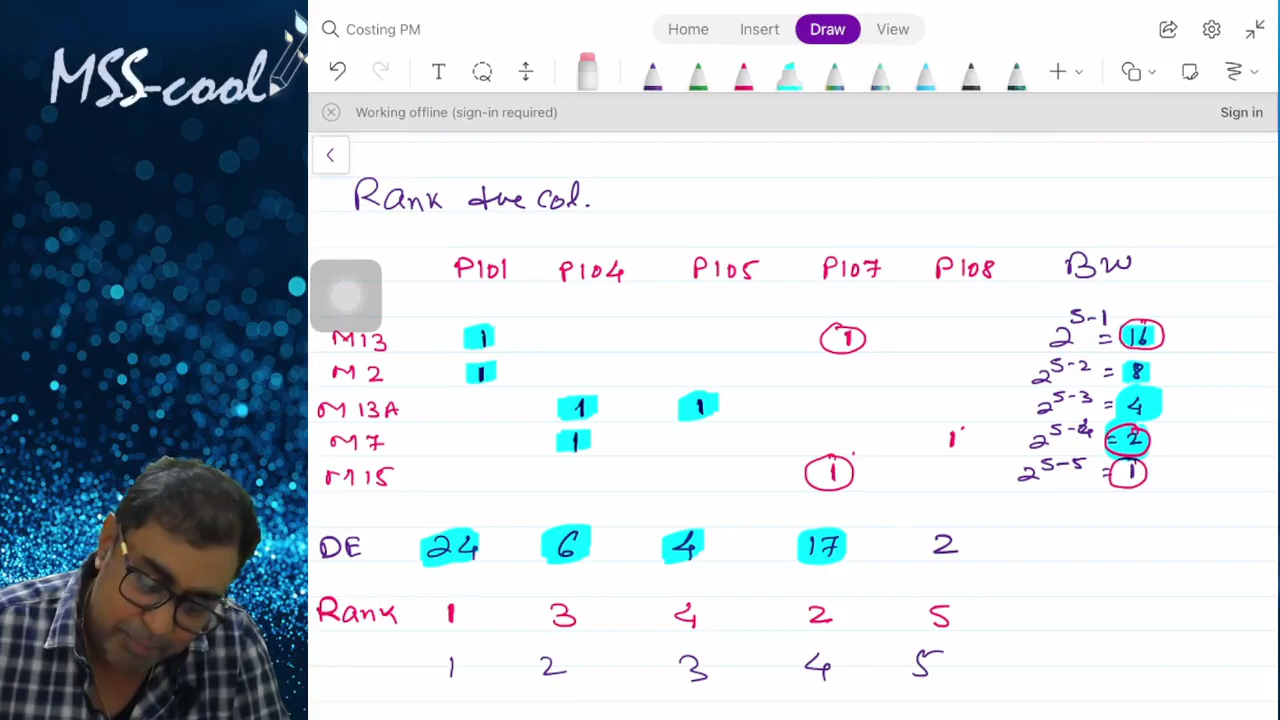 MSS-cool
Costing PM
Home Insert Draw View
Working offline (sign-in required)
Sign in
Rank the col.
P101 P104 P105 P107 P108 BW
M13 1 1 2^5-1 = 16
M2 1 2^5-2 = 8
M13A 1 1 2^5-3 = 4
M7 1 1 2^5-4 = 2
M15 1 2^5-5 = 1
DE 24 6 4 17 2
Rank 1 3 4 2 5
1 2 3 4 5